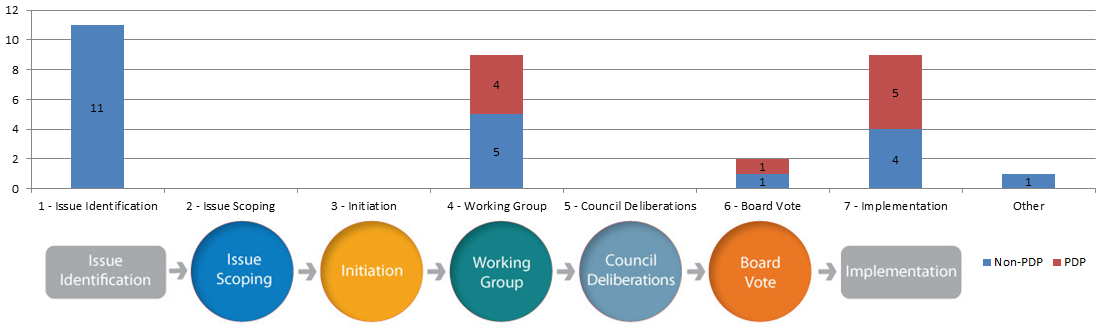 12
10
8
6
4
2
0
11
4
5
1
1
5
4
1
1 - Issue Identification
2 - Issue Scoping
3 - Initiation
4 - Working Group
5 - Council Deliberations
6 - Board Vote
7 - Implementation
Other
Issue
Identification
Issue
Scoping
Initiation
Working
Group
Council
Deliberations
Board
Vote
Implementation
Non-PDP
PDP